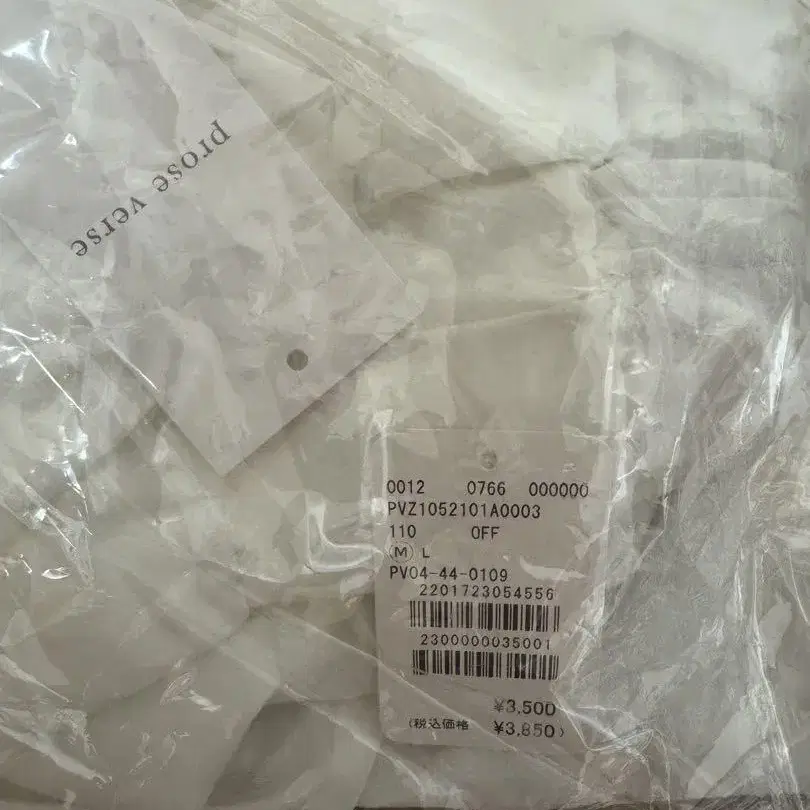 prose verse
0012 0766 000000
PVZ1052101A0003
110 OFF
M L
PV04-44-0109
2201723054556
2300000035001
¥3,500
(税込価格 ¥3,850)